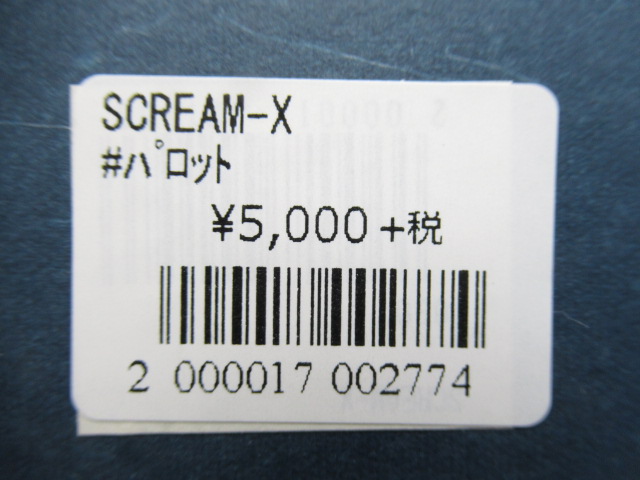 SCREAM-X
#ﾊﾟﾛｯﾄ
¥5,000+税
2 000017 002774